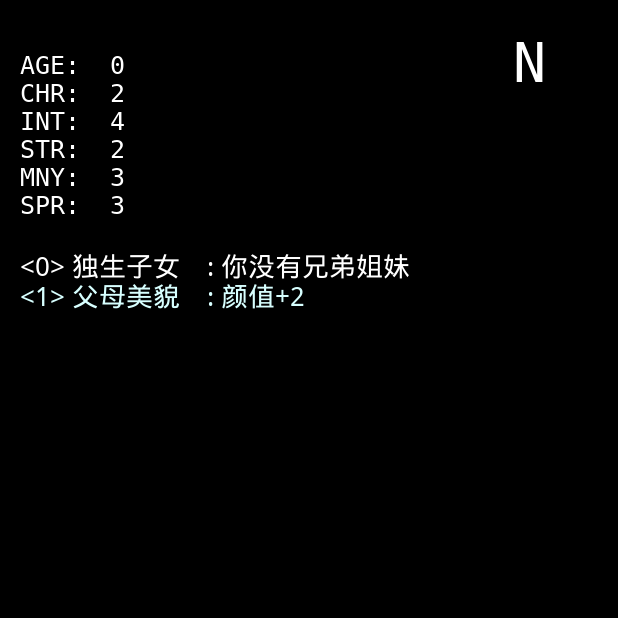 N
AGE: 0
CHR: 2
INT: 4
STR: 2
MNY: 3
SPR: 3
<0> 独生子女 : 你没有兄弟姐妹
<1> 父母美貌 : 颜值+2